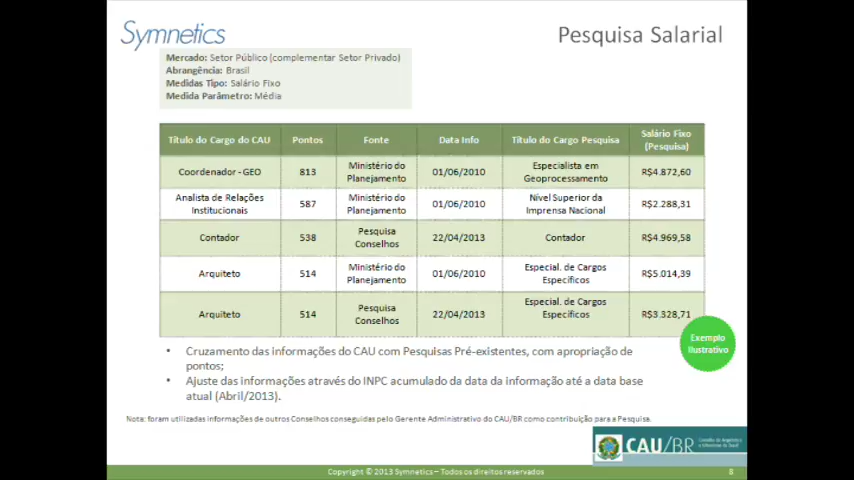 Symnetics
Pesquisa Salarial
Mercado: Setor Público (complementar Setor Privado)
Abrangência: Brasil
Medidas Tipo: Salário Fixo
Medida Parâmetro: Média
Título do Cargo do CAU Pontos Fonte Data Info Título do Cargo Pesquisa Salário Fixo (Pesquisa)
Coordenador - GEO 813 Ministério do Planejamento 01/06/2010 Especialista em Geoprocessamento R$4.872,60
Analista de Relações Institucionais 587 Ministério do Planejamento 01/06/2010 Nível Superior da Imprensa Nacional R$2.288,31
Contador 538 Pesquisa Conselhos 22/04/2013 Contador R$4.969,58
Arquiteto 514 Ministério do Planejamento 01/06/2010 Especial. de Cargos Específicos R$5.014,39
Arquiteto 514 Pesquisa Conselhos 22/04/2013 Especial. de Cargos Específicos R$3.328,71
Exemplo
Ilustrativo
• Cruzamento das informações do CAU com Pesquisas Pré-existentes, com apropriação de
pontos;
• Ajuste das informações através do INPC acumulado da data da informação até a data base
atual (Abril/2013).
Nota: foram utilizadas informações de outros Conselhos conseguidas pelo Gerente Administrativo do CAU/BR como contribuição para a Pesquisa.
CAU/BR
Conselho de Arquitetura
e Urbanismo do Brasil
Copyright © 2013 Symnetics – Todos os direitos reservados
8